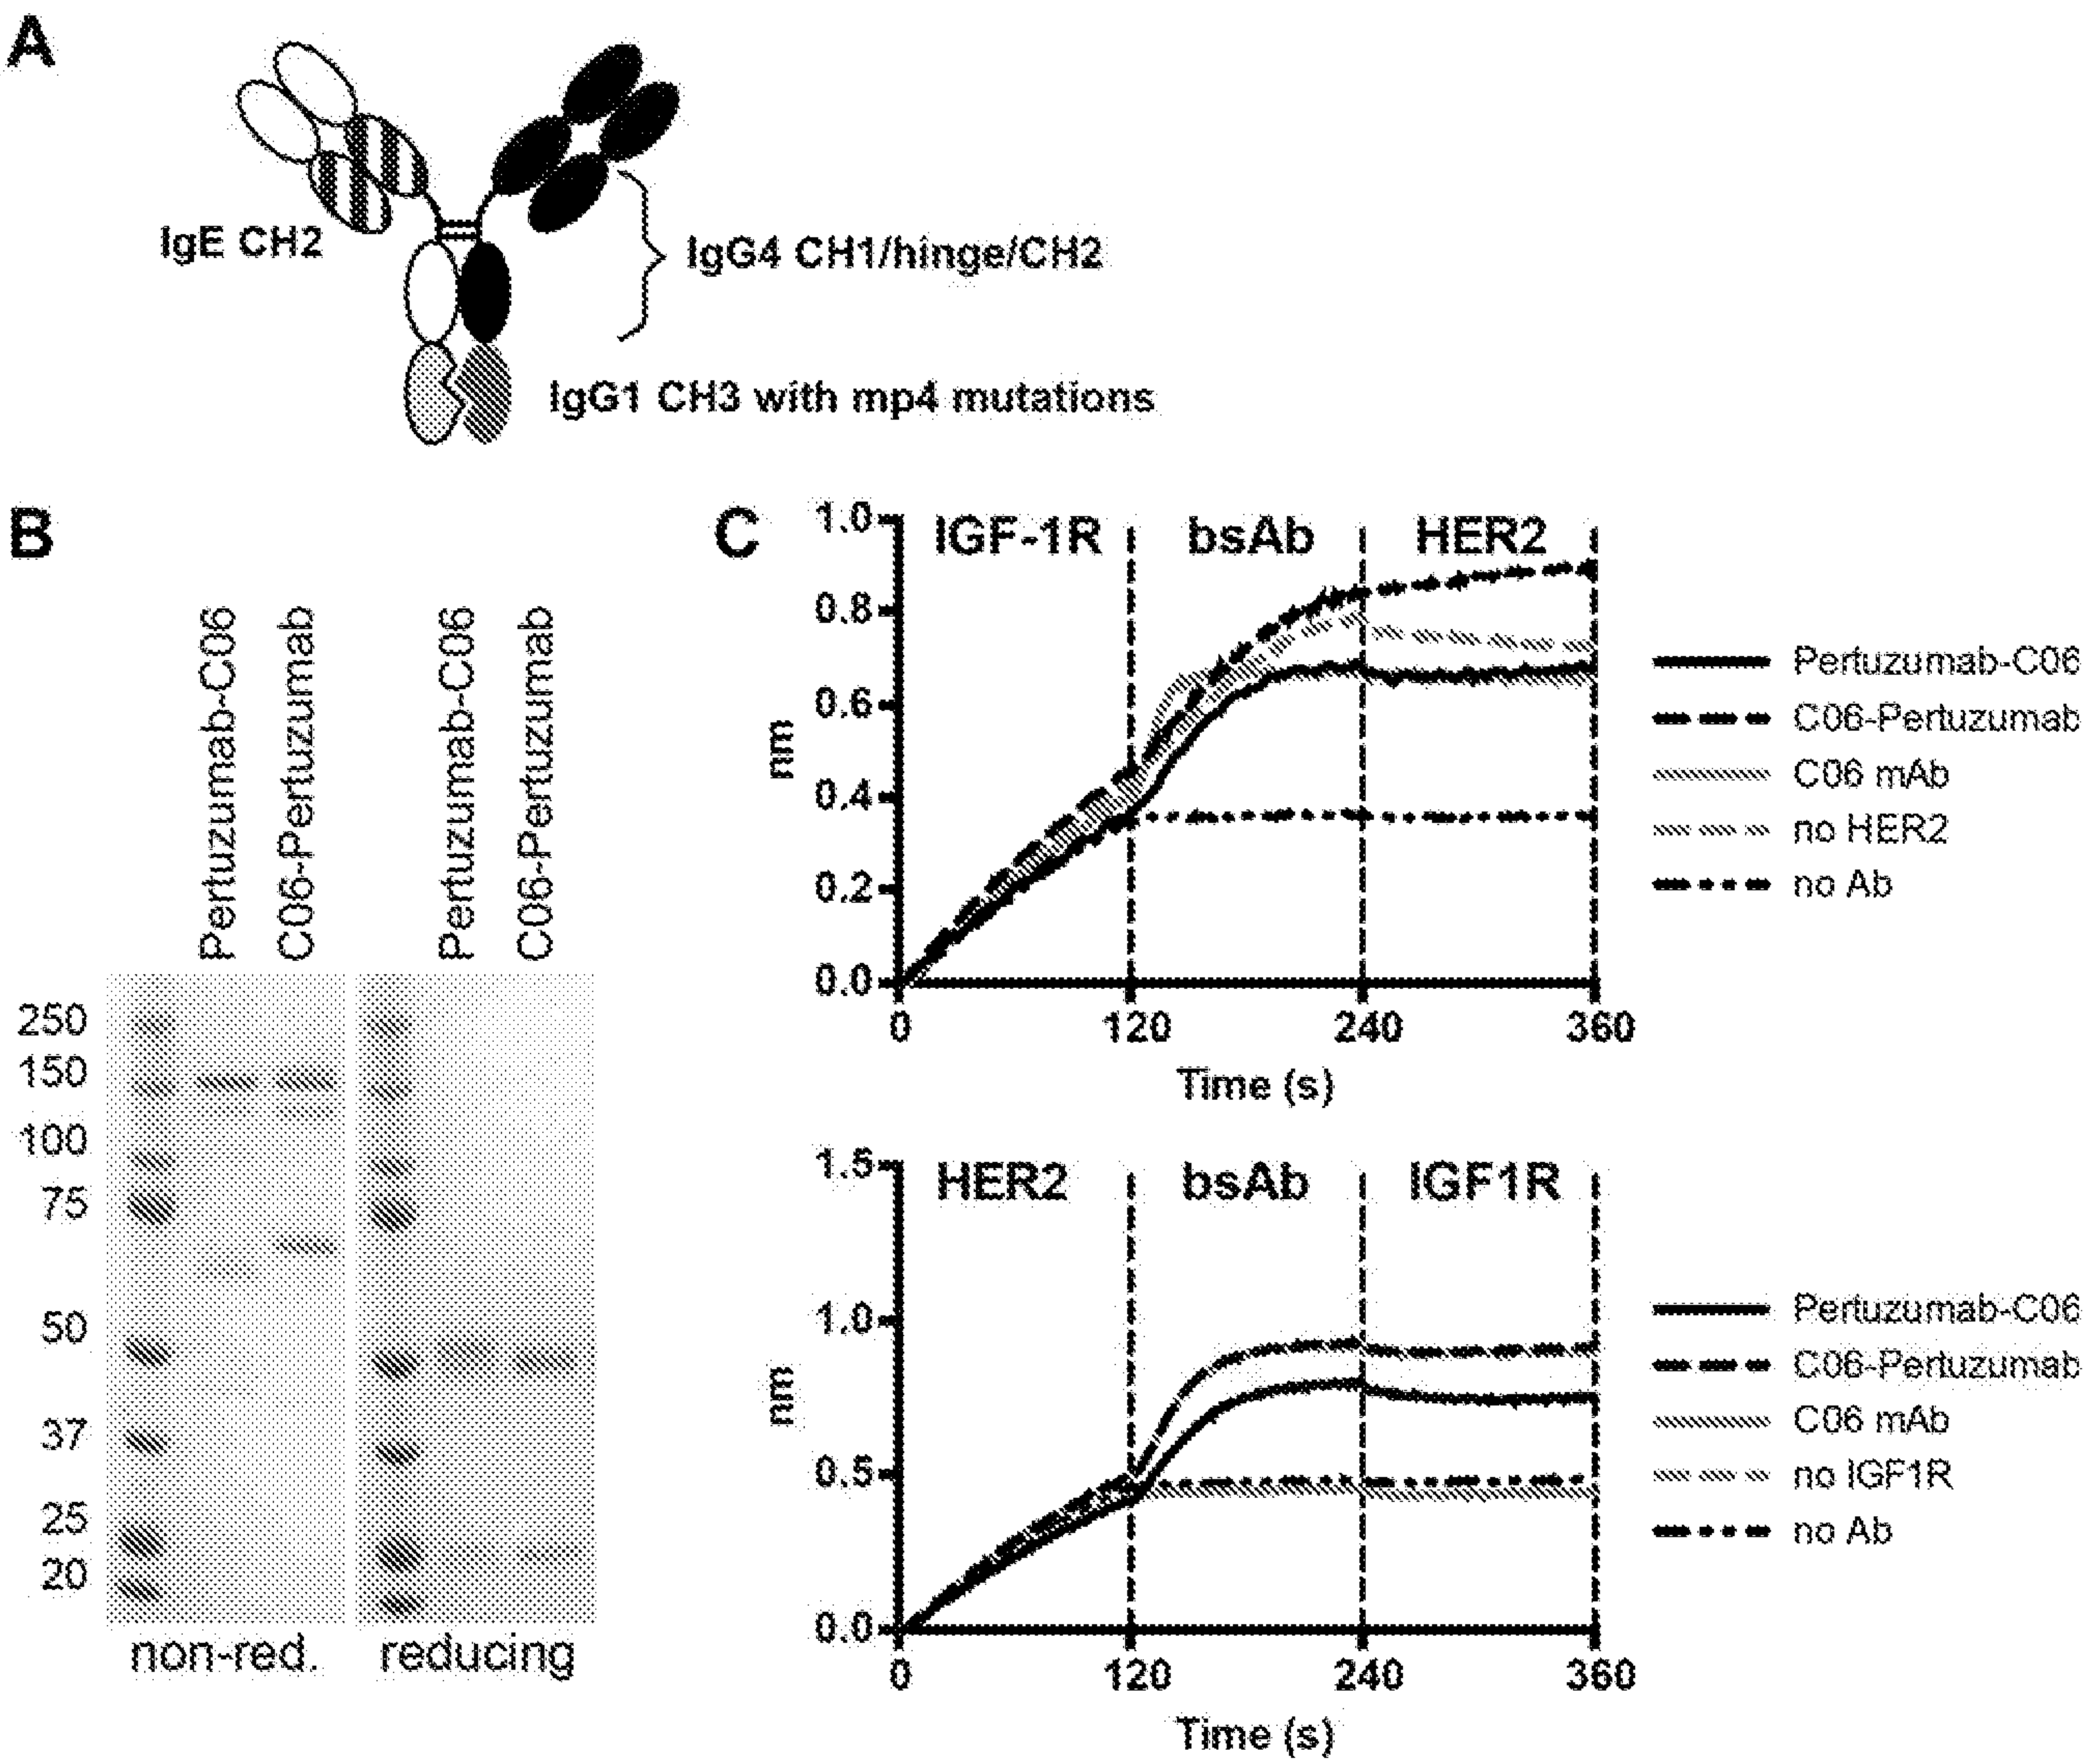 A
IgE CH2
IgG4 CH1/hinge/CH2
IgG1 CH3 with mp4 mutations
B
Pertuzumab-C06
C06-Pertuzumab
Pertuzumab-C06
C06-Pertuzumab
250
150
100
75
50
37
25
20
non-red.
reducing
C
IGF-1R
bsAb
HER2
1.0
0.8
0.6
0.4
0.2
0.0
nm
0
120
240
360
Time (s)
Pertuzumab-C06
C06-Pertuzumab
C06 mAb
no HER2
no Ab
HER2
bsAb
IGF1R
1.5
1.0
0.5
0.0
nm
0
120
240
360
Time (s)
Pertuzumab-C06
C06-Pertuzumab
C06 mAb
no IGF1R
no Ab